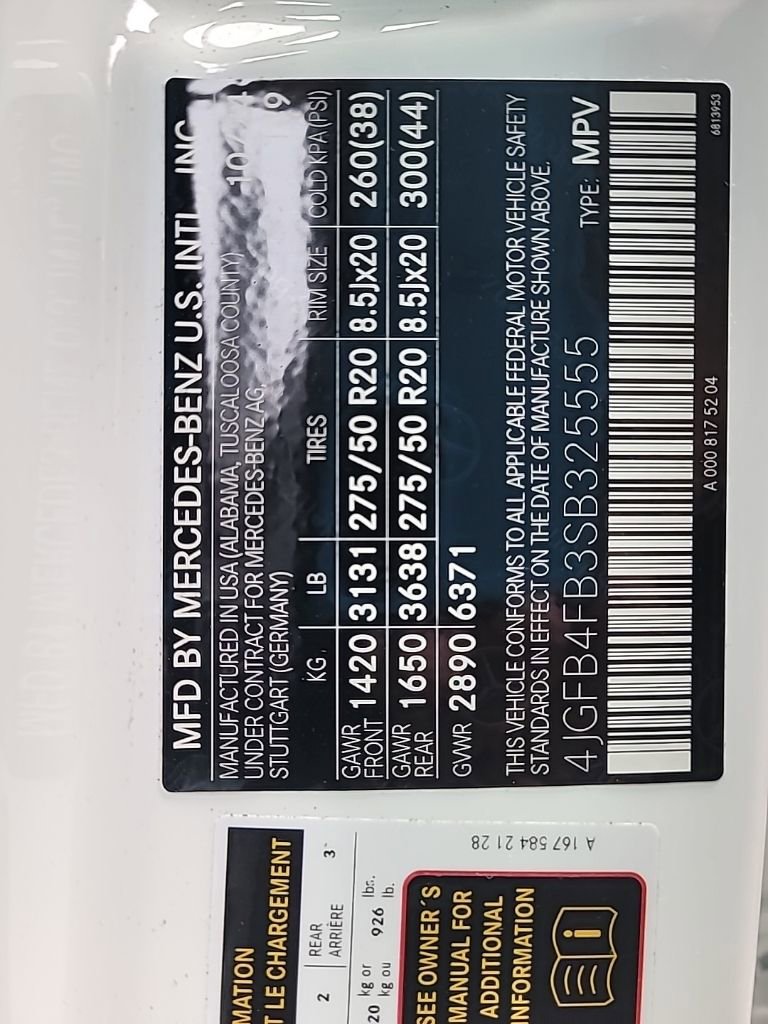 MFD BY MERCEDES-BENZ U.S. INTL. INC.
MANUFACTURED IN USA (ALABAMA, TUSCALOOSA COUNTY)
UNDER CONTRACT FOR MERCEDES-BENZ AG,
STUTTGART (GERMANY)
KG LB TIRES RIM SIZE COLD KPA (PSI)
GAWR FRONT 1420 3131 275/50 R20 8.5Jx20 260(38)
GAWR REAR 1650 3638 275/50 R20 8.5Jx20 300(44)
GVWR 2890 6371
THIS VEHICLE CONFORMS TO ALL APPLICABLE FEDERAL MOTOR VEHICLE SAFETY
STANDARDS IN EFFECT ON THE DATE OF MANUFACTURE SHOWN ABOVE.
4JGFB4FB3SB325555 TYPE: MPV
A 000 817 52 04
6813953
MATION
T LE CHARGEMENT
2 REAR 3
ARRIÈRE
20 kg or lbs.
kg ou 926 lb.
SEE OWNER'S
MANUAL FOR
ADDITIONAL
INFORMATION
A 167 584 21 28